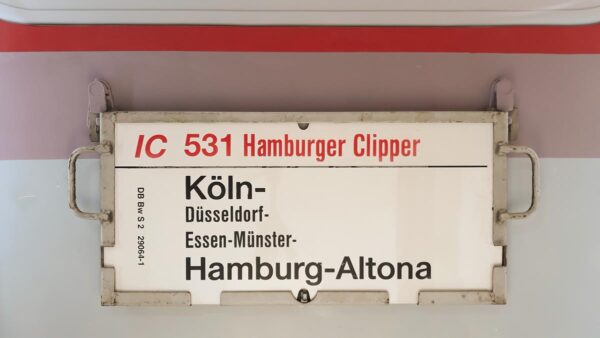 IC 531 Hamburger Clipper
Köln-
Düsseldorf-
Essen-Münster-
Hamburg-Altona
DB Bw S 2 29064-1